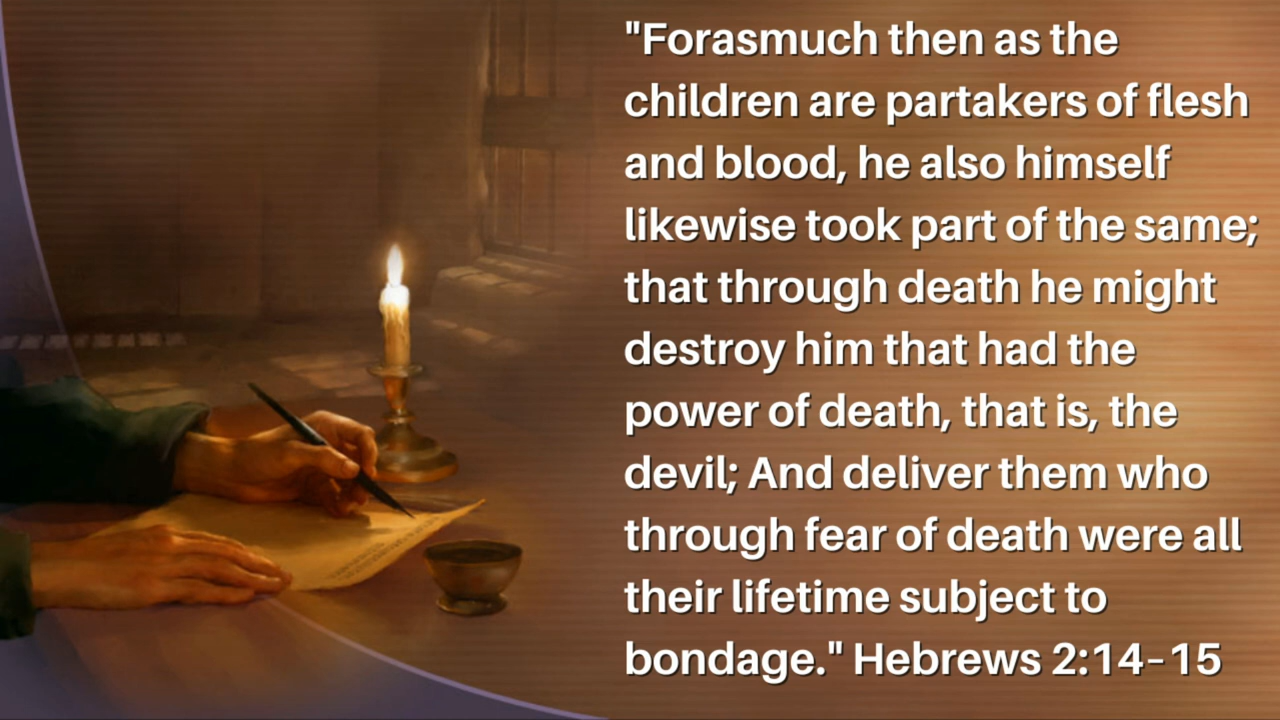 "Forasmuch then as the
children are partakers of flesh
and blood, he also himself
likewise took part of the same;
that through death he might
destroy him that had the
power of death, that is, the
devil; And deliver them who
through fear of death were all
their lifetime subject to
bondage." Hebrews 2:14-15